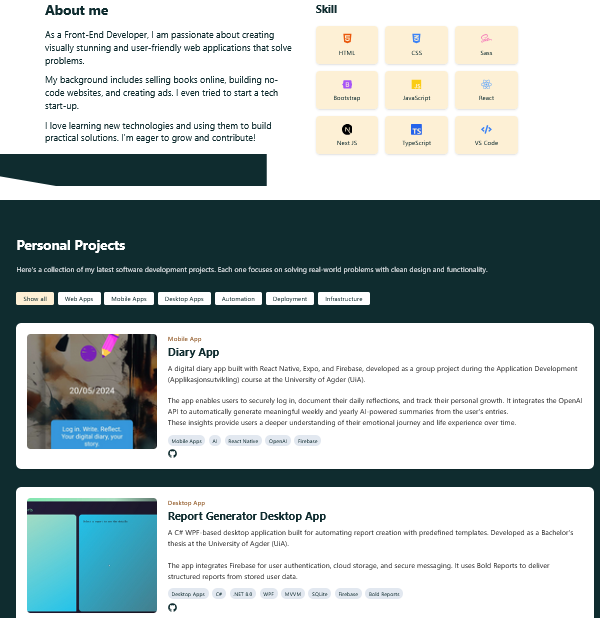 About me
As a Front-End Developer, I am passionate about creating
visually stunning and user-friendly web applications that solve
problems.
My background includes selling books online, building no-
code websites, and creating ads. I even tried to start a tech
start-up.
I love learning new technologies and using them to build
practical solutions. I'm eager to grow and contribute!
Skill
HTML
CSS
Sass
Bootstrap
JavaScript
React
Next JS
TypeScript
VS Code
Personal Projects
Here's a collection of my latest software development projects. Each one focuses on solving real-world problems with clean design and functionality.
Show all
Web Apps
Mobile Apps
Desktop Apps
Automation
Deployment
Infrastructure
20/05/2024
Log in. Write. Reflect.
Your digital diary, your
story.
Mobile App
Diary App
A digital diary app built with React Native, Expo, and Firebase, developed as a group project during the Application Development
(Applikasjonsutvikling) course at the University of Agder (UiA).
The app enables users to securely log in, document their daily reflections, and track their personal growth. It integrates the OpenAI
API to automatically generate meaningful weekly and yearly AI-powered summaries from the user's entries.
These insights provide users a deeper understanding of their emotional journey and life experience over time.
Mobile Apps
AI
React Native
OpenAi
Firebase
Desktop App
Report Generator Desktop App
A C# WPF-based desktop application built for automating report creation with predefined templates. Developed as a Bachelor's
thesis at the University of Agder (UiA).
The app integrates Firebase for user authentication, cloud storage, and secure messaging. It uses Bold Reports to deliver
structured reports from stored user data.
Desktop Apps
C#
.NET 8.0
WPF
MVVM
SQLite
Firebase
Bold Reports